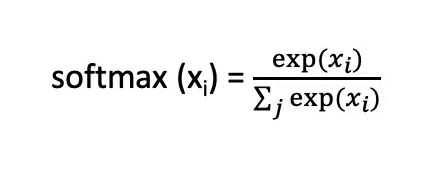 softmax (xᵢ) = exp(xᵢ) / ∑ⱼ exp(xᵢ)